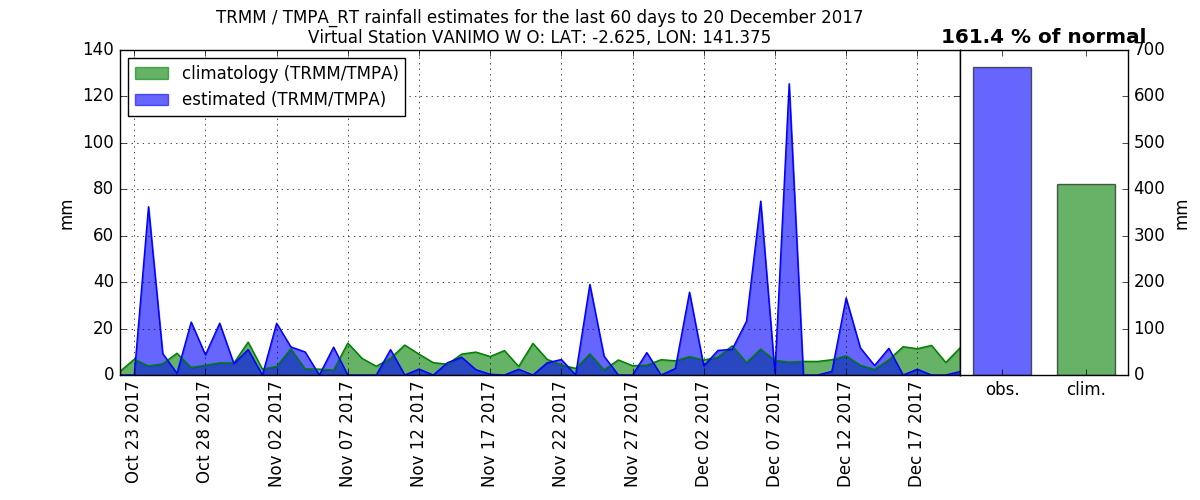 TRMM / TMPA_RT rainfall estimates for the last 60 days to 20 December 2017
Virtual Station VANIMO W O: LAT: -2.625, LON: 141.375
161.4 % of normal
climatology (TRMM/TMPA)
estimated (TRMM/TMPA)
mm
140
120
100
80
60
40
20
0
Oct 23 2017
Oct 28 2017
Nov 02 2017
Nov 07 2017
Nov 12 2017
Nov 17 2017
Nov 22 2017
Nov 27 2017
Dec 02 2017
Dec 07 2017
Dec 12 2017
Dec 17 2017
700
600
500
400
300
200
100
0
mm
obs.
clim.